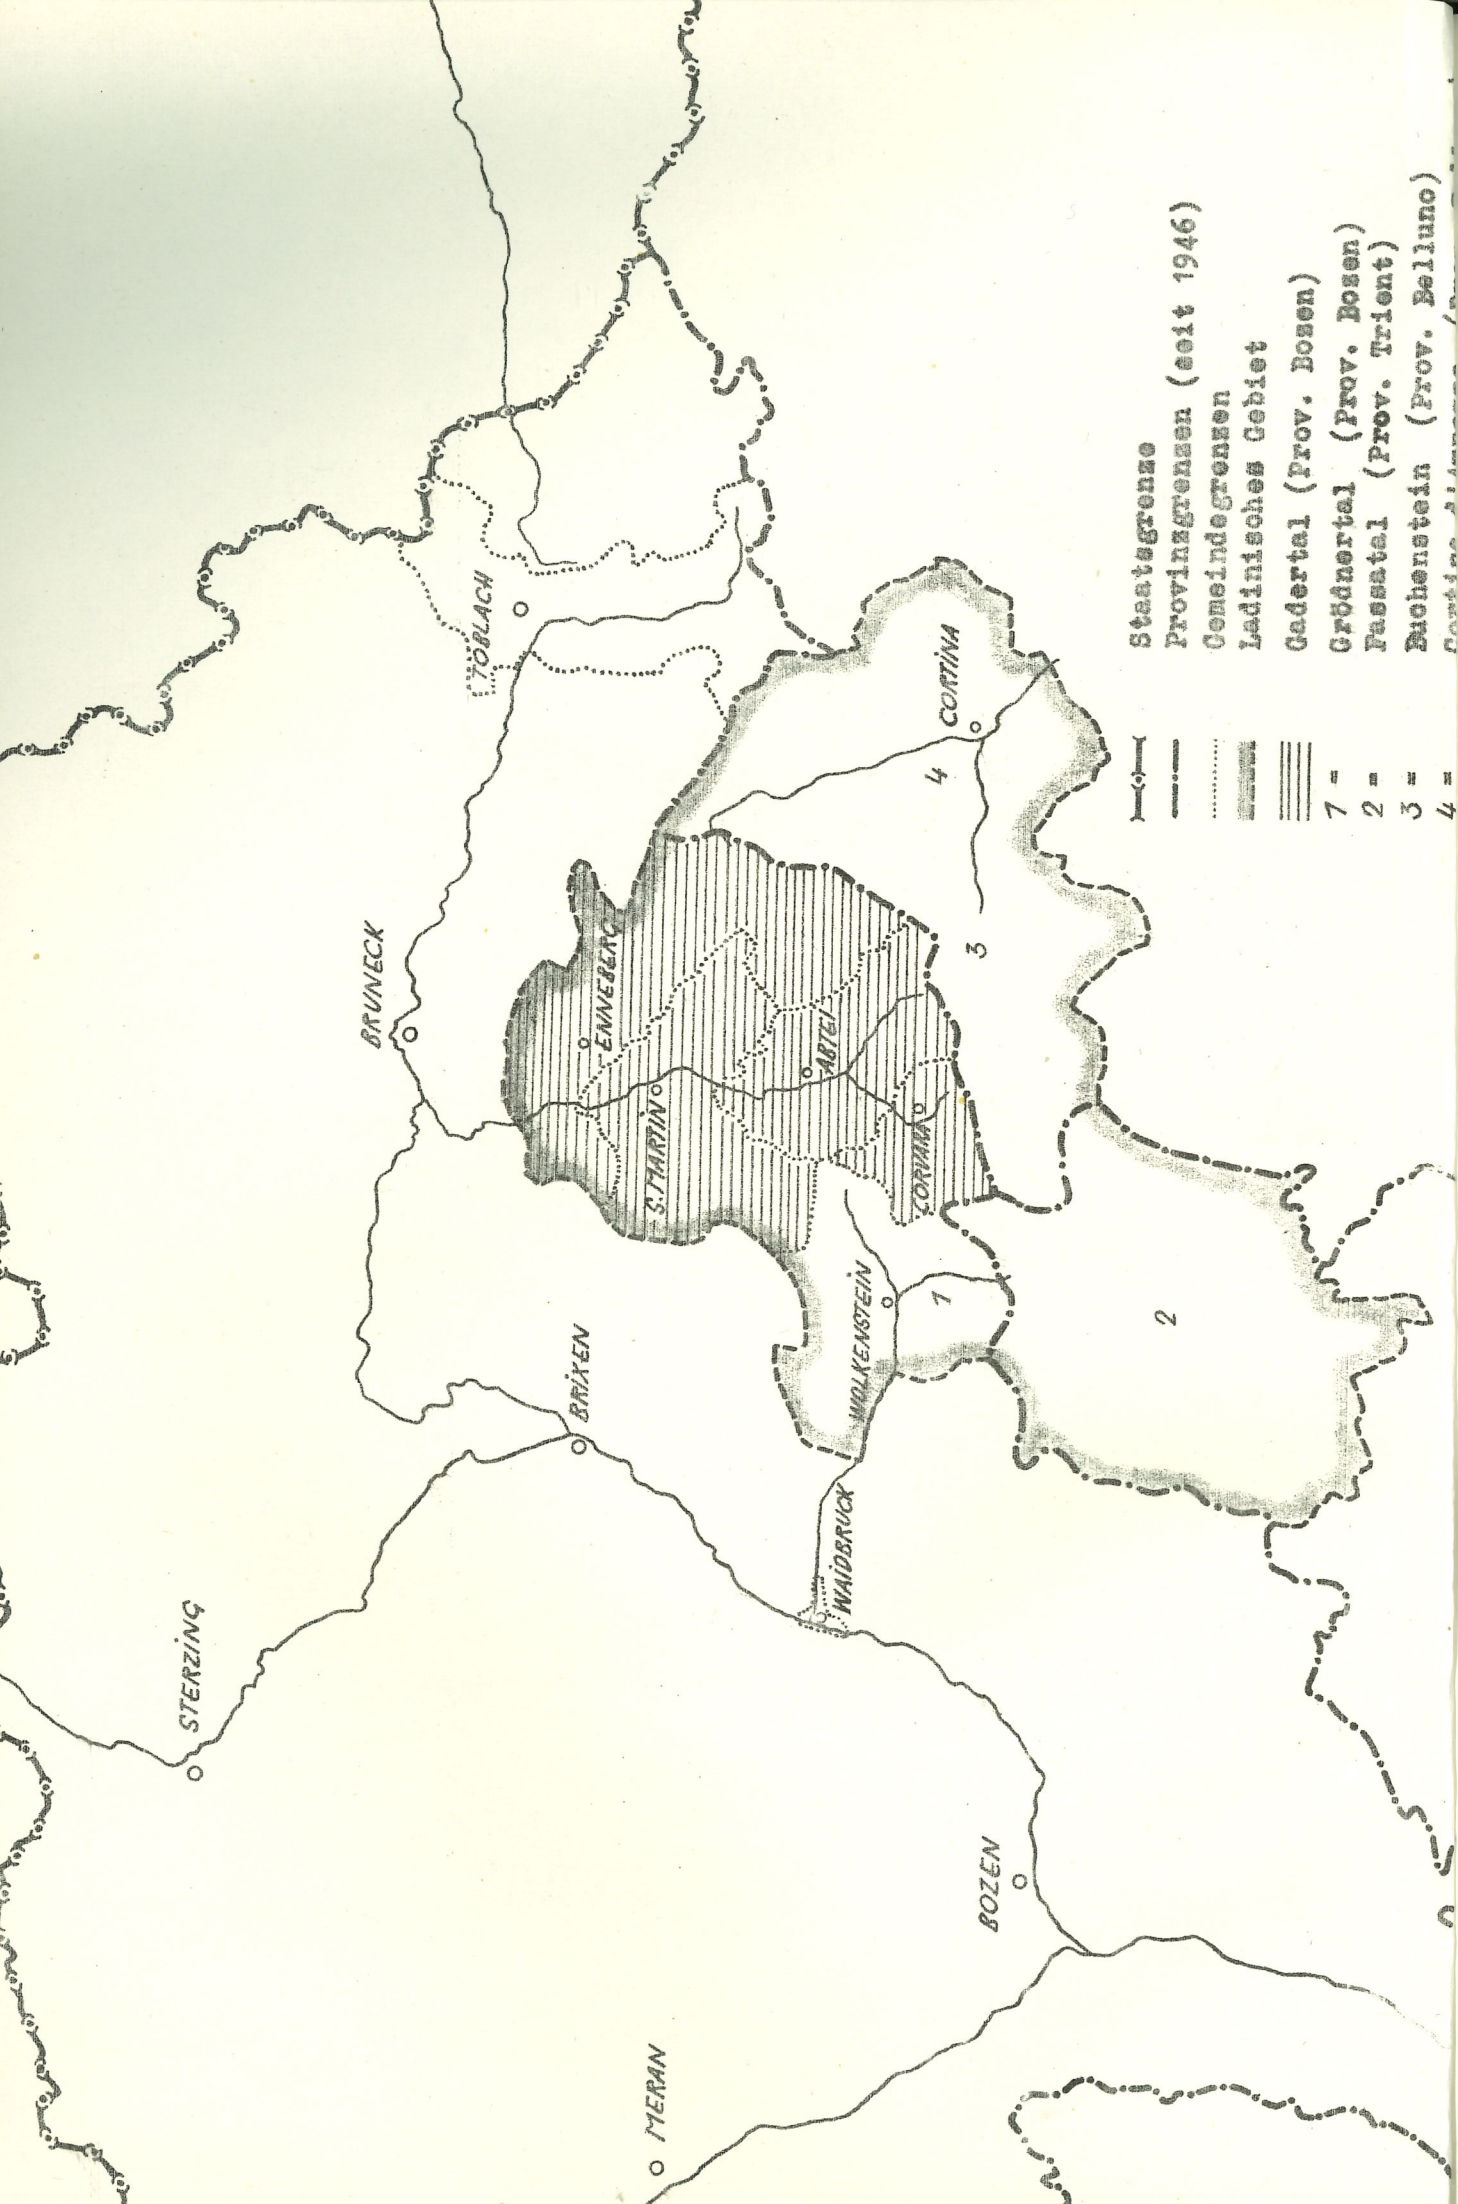 STERZING
BRUNECK
TOBLACH
BRIXEN
ENNEBERG
S.MARTIN
MERAN
WAIDBRUCK
WOLKENSTEIN
ABTEI
CORVARA
CORTINA
BOZEN
1
2
3
4
Staatsgrenze
Provinzgrenzen (seit 1946)
Gemeindegrenzen
Ladinisches Gebiet
Gadertal (Prov. Bozen)
1 = Grödnertal (Prov. Bozen)
2 = Fassatal (Prov. Trient)
3 = Buchenstein (Prov. Belluno)
4 =